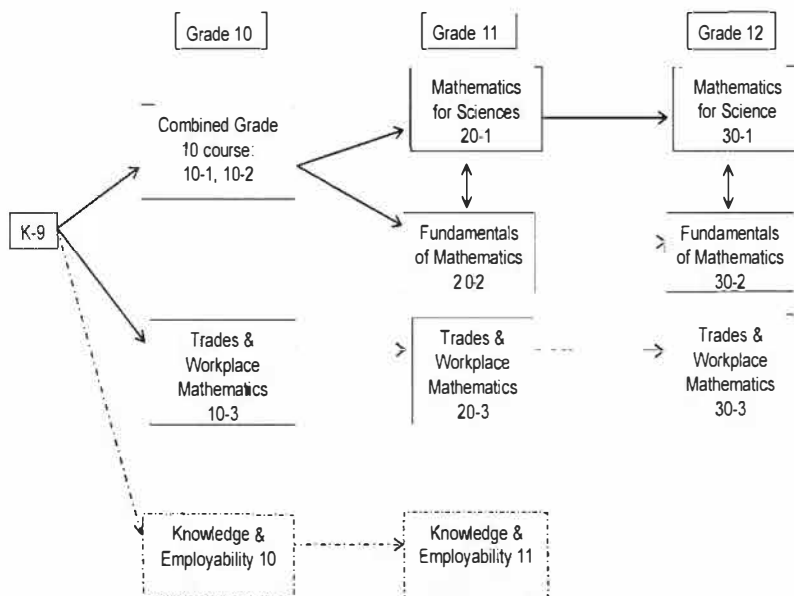 Grade 10
Grade 11
Grade 12
Combined Grade
10 course:
10-1, 10-2
Mathematics
for Sciences
20-1
Mathematics
for Science
30-1
K-9
Fundamentals
of Mathematics
20-2
Fundamentals
of Mathematics
30-2
Trades &
Workplace
Mathematics
10-3
Trades &
Workplace
Mathematics
20-3
Trades &
Workplace
Mathematics
30-3
Knowledge &
Employability 10
Knowledge &
Employability 11